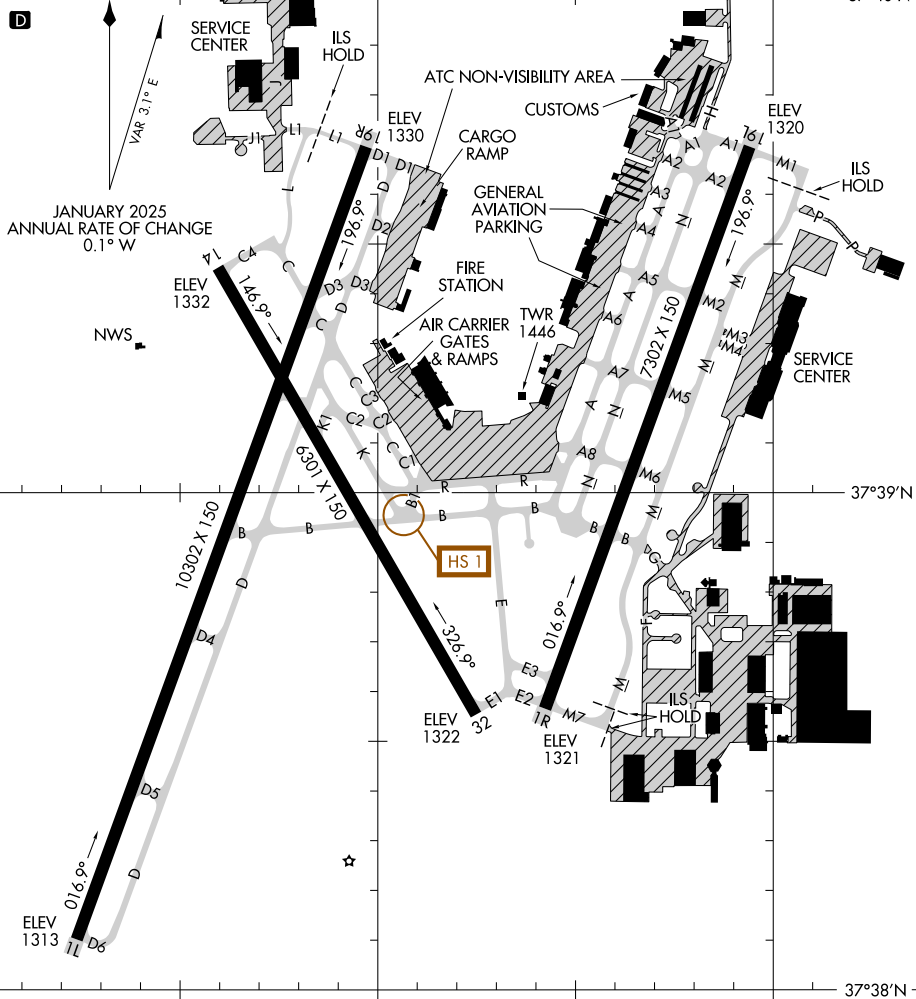 D
SERVICE
CENTER
ILS
HOLD
VAR 3.1° E
JANUARY 2025
ANNUAL RATE OF CHANGE
0.1° W
ATC NON-VISIBILITY AREA
CUSTOMS
CARGO
RAMP
GENERAL
AVIATION
PARKING
ELEV
1330
ELEV
1320
ILS
HOLD
J
J1
L1
L1
L
19R
D1
D1
D
D2
D3
D3
D
196.9°
14
C4
C
C
ELEV
1332
146.9°
NWS
FIRE
STATION
AIR CARRIER
GATES
& RAMPS
TWR
1446
H
A
A1
A1
A2
A2
A3
A
N
A4
A5
A
A6
A7
A
N
A8
N
19L
M1
196.9°
P
P
M
M2
M3
M4
M
M5
M6
M
7302 X 150
SERVICE
CENTER
C
C3
C2
C2
C
C1
K1
K
6301 X 150
R
R
B1
B
B
B
B
B
B
37°39'N
HS 1
10302 X 150
D
D4
D5
D
D6
016.9°
1L
ELEV
1313
E
E3
E1
E2
326.9°
32
ELEV
1322
016.9°
1R
ELEV
1321
M7
M
G
F
ILS
HOLD
37°38'N